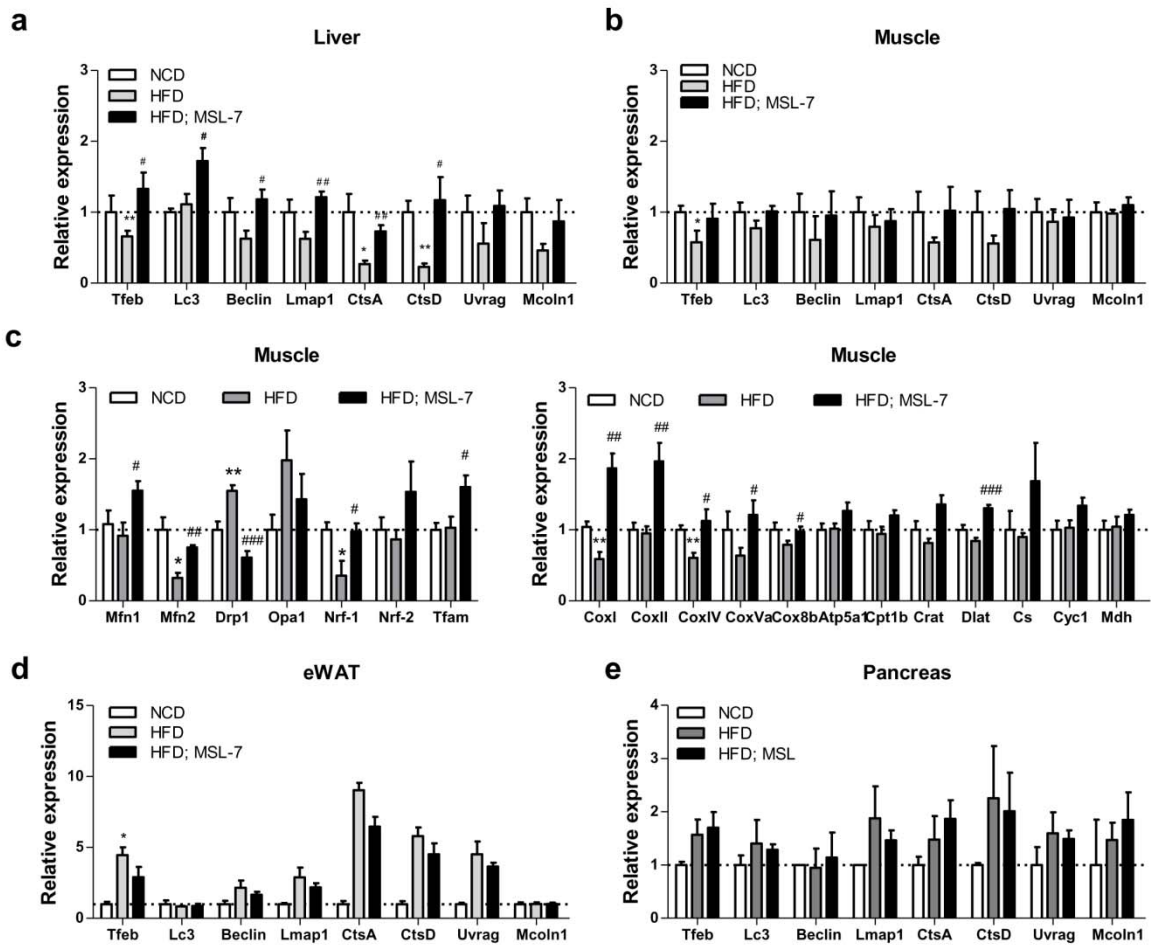 a
Liver
Relative expression
3
2
1
0
NCD
HFD
HFD; MSL-7
**
#
#
#
##
*
##
**
#
Tfeb Lc3 Beclin Lmap1 CtsA CtsD Uvrag Mcoln1
b
Muscle
Relative expression
3
2
1
0
NCD
HFD
HFD; MSL-7
*
Tfeb Lc3 Beclin Lmap1 CtsA CtsD Uvrag Mcoln1
c
Muscle
Relative expression
3
2
1
0
NCD HFD HFD; MSL-7
#
*
##
**
###
*
#
#
Mfn1 Mfn2 Drp1 Opa1 Nrf-1 Nrf-2 Tfam
Muscle
Relative expression
3
2
1
0
NCD HFD HFD; MSL-7
**
##
##
**
#
#
#
###
CoxI CoxII CoxIV CoxVa Cox8b Atp5a1 Cpt1b Crat Dlat Cs Cyc1 Mdh
d
eWAT
Relative expression
15
10
5
0
NCD
HFD
HFD; MSL-7
*
Tfeb Lc3 Beclin Lmap1 CtsA CtsD Uvrag Mcoln1
e
Pancreas
Relative expression
4
3
2
1
0
NCD
HFD
HFD; MSL
Tfeb Lc3 Beclin Lmap1 CtsA CtsD Uvrag Mcoln1